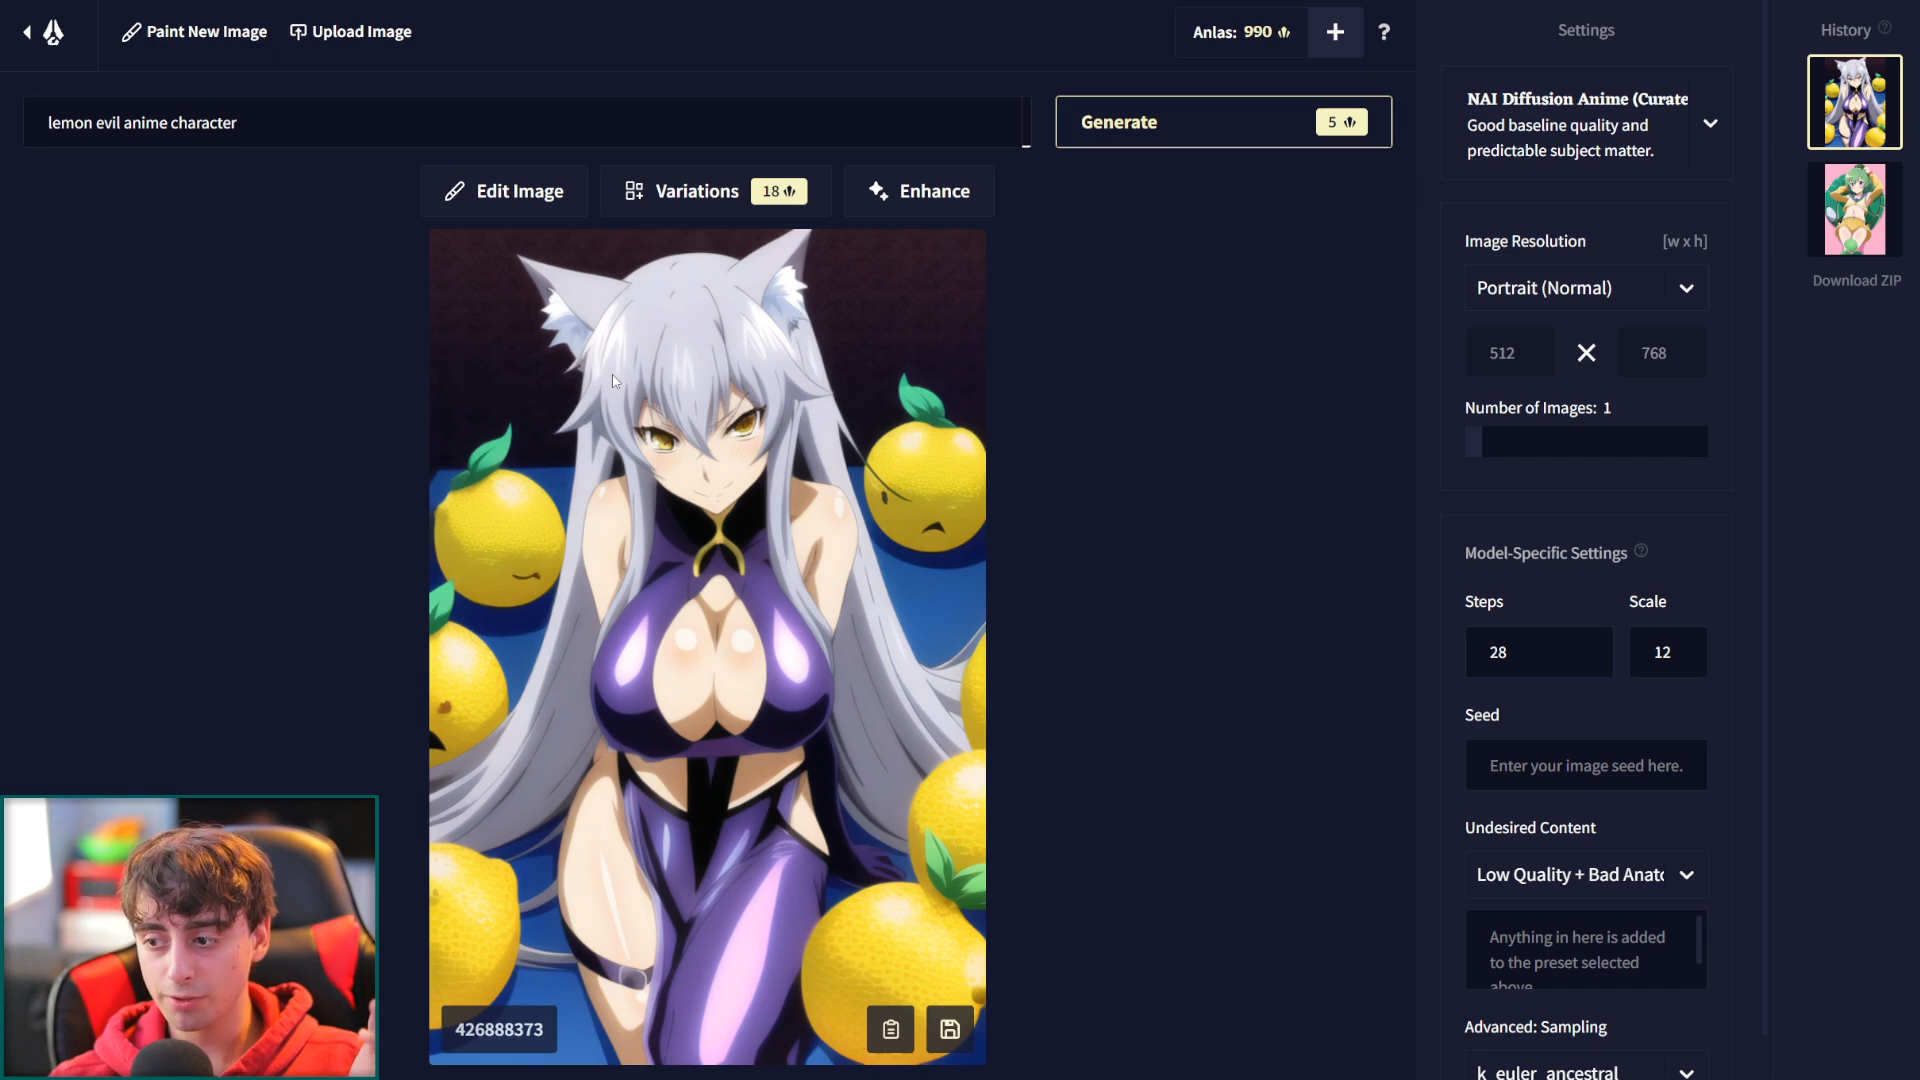 Paint New Image
Upload Image
Anlas: 990
?
Settings
History
lemon evil anime character
Generate
5
Edit Image
Variations
18
Enhance
NAI Diffusion Anime (Curate
Good baseline quality and
predictable subject matter.
Image Resolution
[w x h]
Portrait (Normal)
512
768
Number of Images: 1
Download ZIP
Model-Specific Settings
Steps
Scale
28
12
Seed
Enter your image seed here.
Undesired Content
Low Quality + Bad Anato
Anything in here is added
to the preset selected
above.
Advanced: Sampling
k_euler_ancestral
426888373